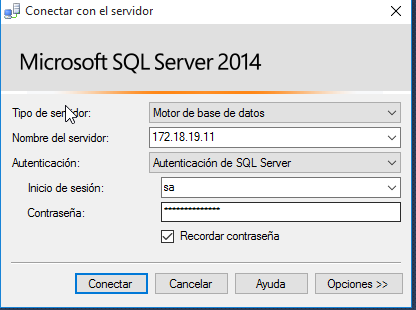 Conectar con el servidor
Microsoft SQL Server 2014
Tipo de servidor: Motor de base de datos
Nombre del servidor: 172.18.19.11
Autenticación: Autenticación de SQL Server
Inicio de sesión: sa
Contraseña: **************
Recordar contraseña
Conectar Cancelar Ayuda Opciones >>